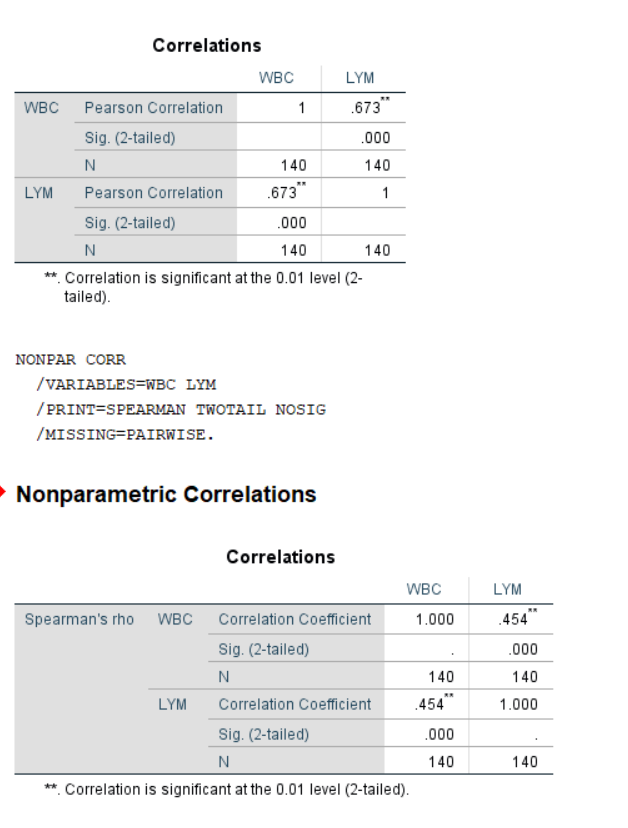 Correlations
WBC LYM
WBC Pearson Correlation 1 .673**
Sig. (2-tailed) .000
N 140 140
LYM Pearson Correlation .673** 1
Sig. (2-tailed) .000
N 140 140
**. Correlation is significant at the 0.01 level (2-
tailed).
NONPAR CORR
/VARIABLES=WBC LYM
/PRINT=SPEARMAN TWOTAIL NOSIG
/MISSING=PAIRWISE.
Nonparametric Correlations
Correlations
WBC LYM
Spearman's rho WBC Correlation Coefficient 1.000 .454**
Sig. (2-tailed) . .000
N 140 140
LYM Correlation Coefficient .454** 1.000
Sig. (2-tailed) .000 .
N 140 140
**. Correlation is significant at the 0.01 level (2-tailed).